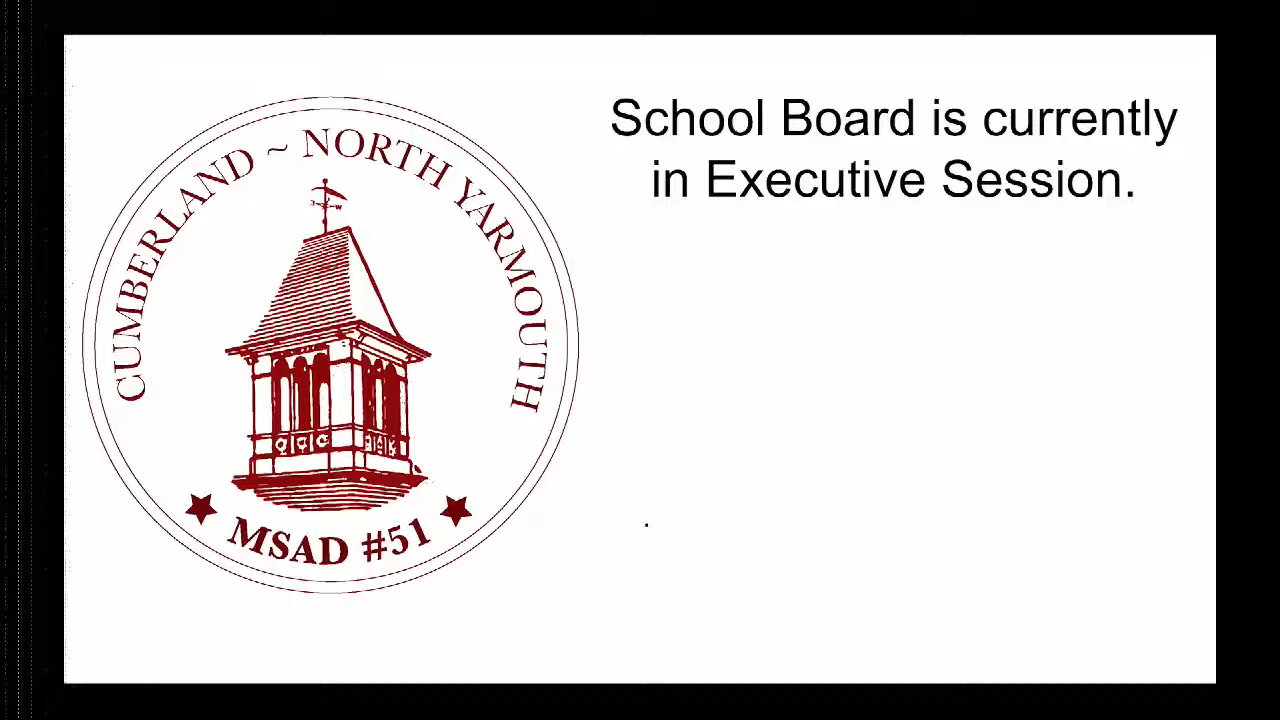 CUMBERLAND ~ NORTH YARMOUTH
MSAD #51
School Board is currently
in Executive Session.
.